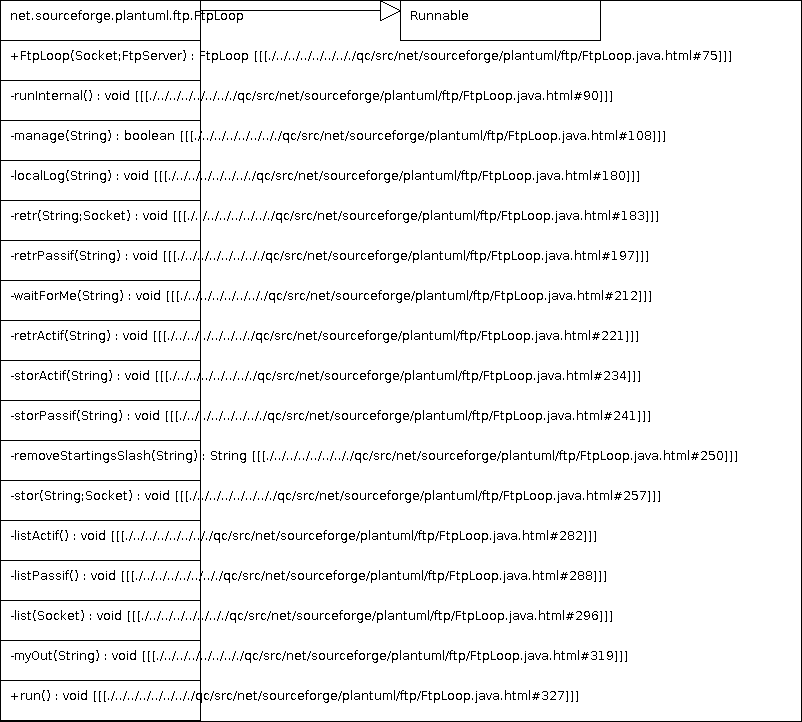 net.sourceforge.plantuml.ftp.FtpLoop
Runnable
+FtpLoop(Socket;FtpServer) : FtpLoop [[[./../../../../../../qc/src/net/sourceforge/plantuml/ftp/FtpLoop.java.html#75]]]
-runInternal() : void [[[./../../../../../../qc/src/net/sourceforge/plantuml/ftp/FtpLoop.java.html#90]]]
-manage(String) : boolean [[[./../../../../../../qc/src/net/sourceforge/plantuml/ftp/FtpLoop.java.html#108]]]
-localLog(String) : void [[[./../../../../../../qc/src/net/sourceforge/plantuml/ftp/FtpLoop.java.html#180]]]
-retr(String;Socket) : void [[[./../../../../../../qc/src/net/sourceforge/plantuml/ftp/FtpLoop.java.html#183]]]
-retrPassif(String) : void [[[./../../../../../../qc/src/net/sourceforge/plantuml/ftp/FtpLoop.java.html#197]]]
-waitForMe(String) : void [[[./../../../../../../qc/src/net/sourceforge/plantuml/ftp/FtpLoop.java.html#212]]]
-retrActif(String) : void [[[./../../../../../../qc/src/net/sourceforge/plantuml/ftp/FtpLoop.java.html#221]]]
-storActif(String) : void [[[./../../../../../../qc/src/net/sourceforge/plantuml/ftp/FtpLoop.java.html#234]]]
-storPassif(String) : void [[[./../../../../../../qc/src/net/sourceforge/plantuml/ftp/FtpLoop.java.html#241]]]
-removeStartingsSlash(String) : String [[[./../../../../../../qc/src/net/sourceforge/plantuml/ftp/FtpLoop.java.html#250]]]
-stor(String;Socket) : void [[[./../../../../../../qc/src/net/sourceforge/plantuml/ftp/FtpLoop.java.html#257]]]
-listActif() : void [[[./../../../../../../qc/src/net/sourceforge/plantuml/ftp/FtpLoop.java.html#282]]]
-listPassif() : void [[[./../../../../../../qc/src/net/sourceforge/plantuml/ftp/FtpLoop.java.html#288]]]
-list(Socket) : void [[[./../../../../../../qc/src/net/sourceforge/plantuml/ftp/FtpLoop.java.html#296]]]
-myOut(String) : void [[[./../../../../../../qc/src/net/sourceforge/plantuml/ftp/FtpLoop.java.html#319]]]
+run() : void [[[./../../../../../../qc/src/net/sourceforge/plantuml/ftp/FtpLoop.java.html#327]]]